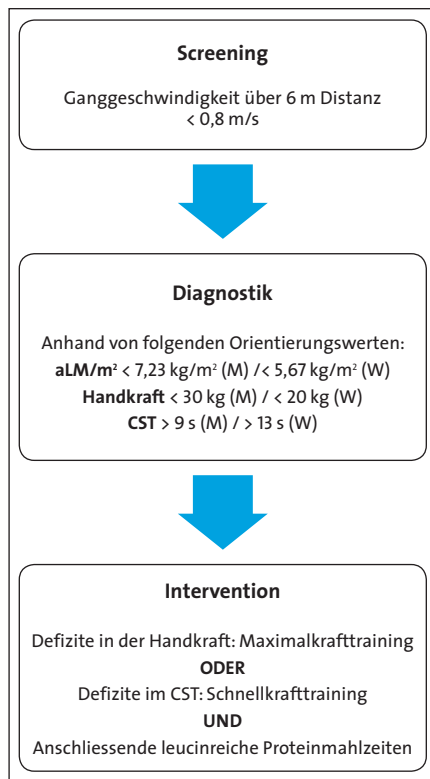 Screening
Ganggeschwindigkeit über 6 m Distanz
< 0,8 m/s
Diagnostik
Anhand von folgenden Orientierungswerten:
aLM/m² < 7,23 kg/m² (M) / < 5,67 kg/m² (W)
Handkraft < 30 kg (M) / < 20 kg (W)
CST > 9 s (M) / > 13 s (W)
Intervention
Defizite in der Handkraft: Maximalkrafttraining
ODER
Defizite im CST: Schnellkrafttraining
UND
Anschliessende leucinreiche Proteinmahlzeiten